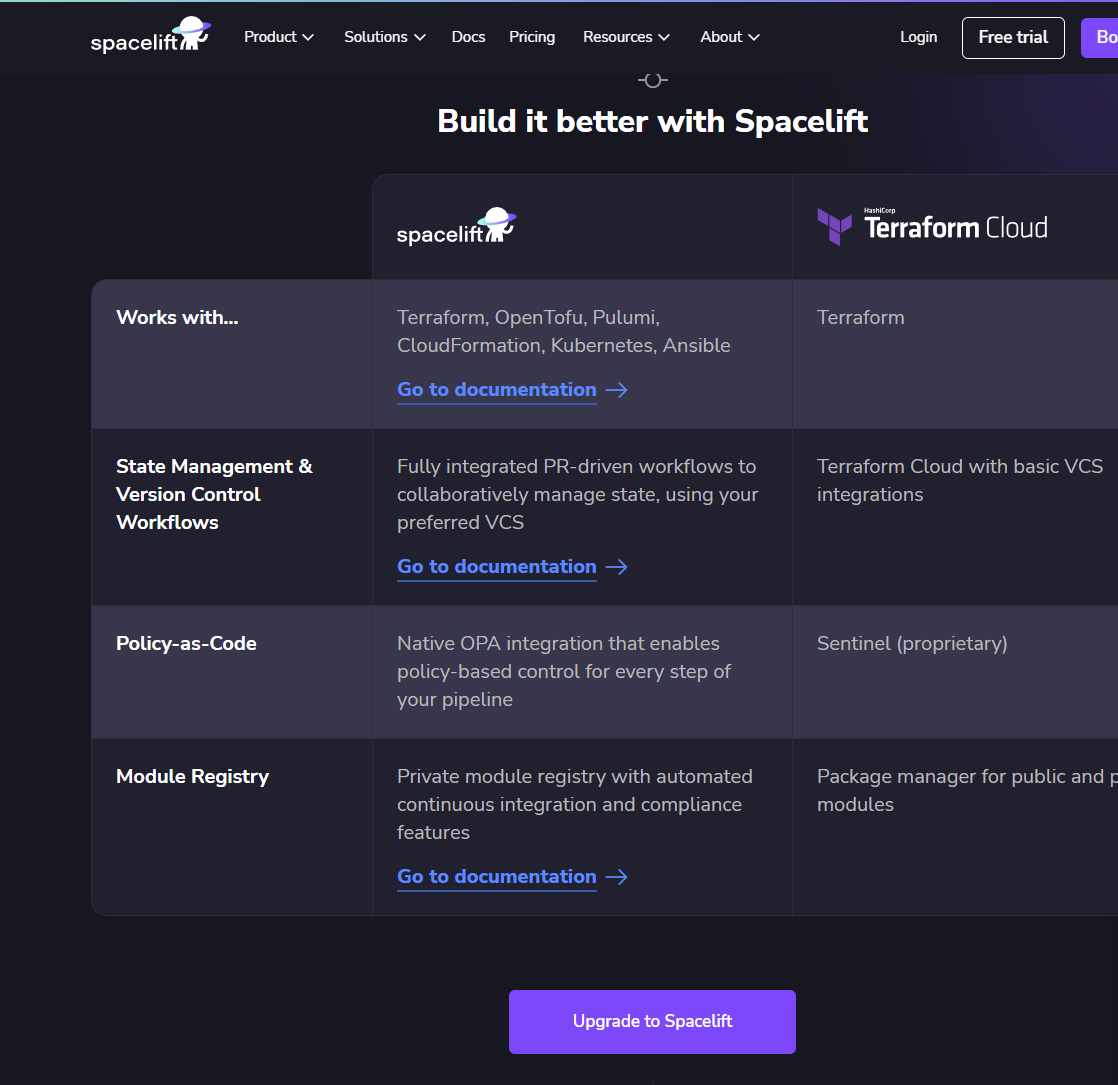 spacelift
Product
Solutions
Docs
Pricing
Resources
About
Login
Free trial
Build it better with Spacelift
spacelift
HashiCorp
Terraform Cloud
Works with...
Terraform, OpenTofu, Pulumi,
CloudFormation, Kubernetes, Ansible
Go to documentation
Terraform
State Management &
Version Control
Workflows
Fully integrated PR-driven workflows to
collaboratively manage state, using your
preferred VCS
Go to documentation
Terraform Cloud with basic VCS
integrations
Policy-as-Code
Native OPA integration that enables
policy-based control for every step of
your pipeline
Sentinel (proprietary)
Module Registry
Private module registry with automated
continuous integration and compliance
features
Go to documentation
Package manager for public and
modules
Upgrade to Spacelift